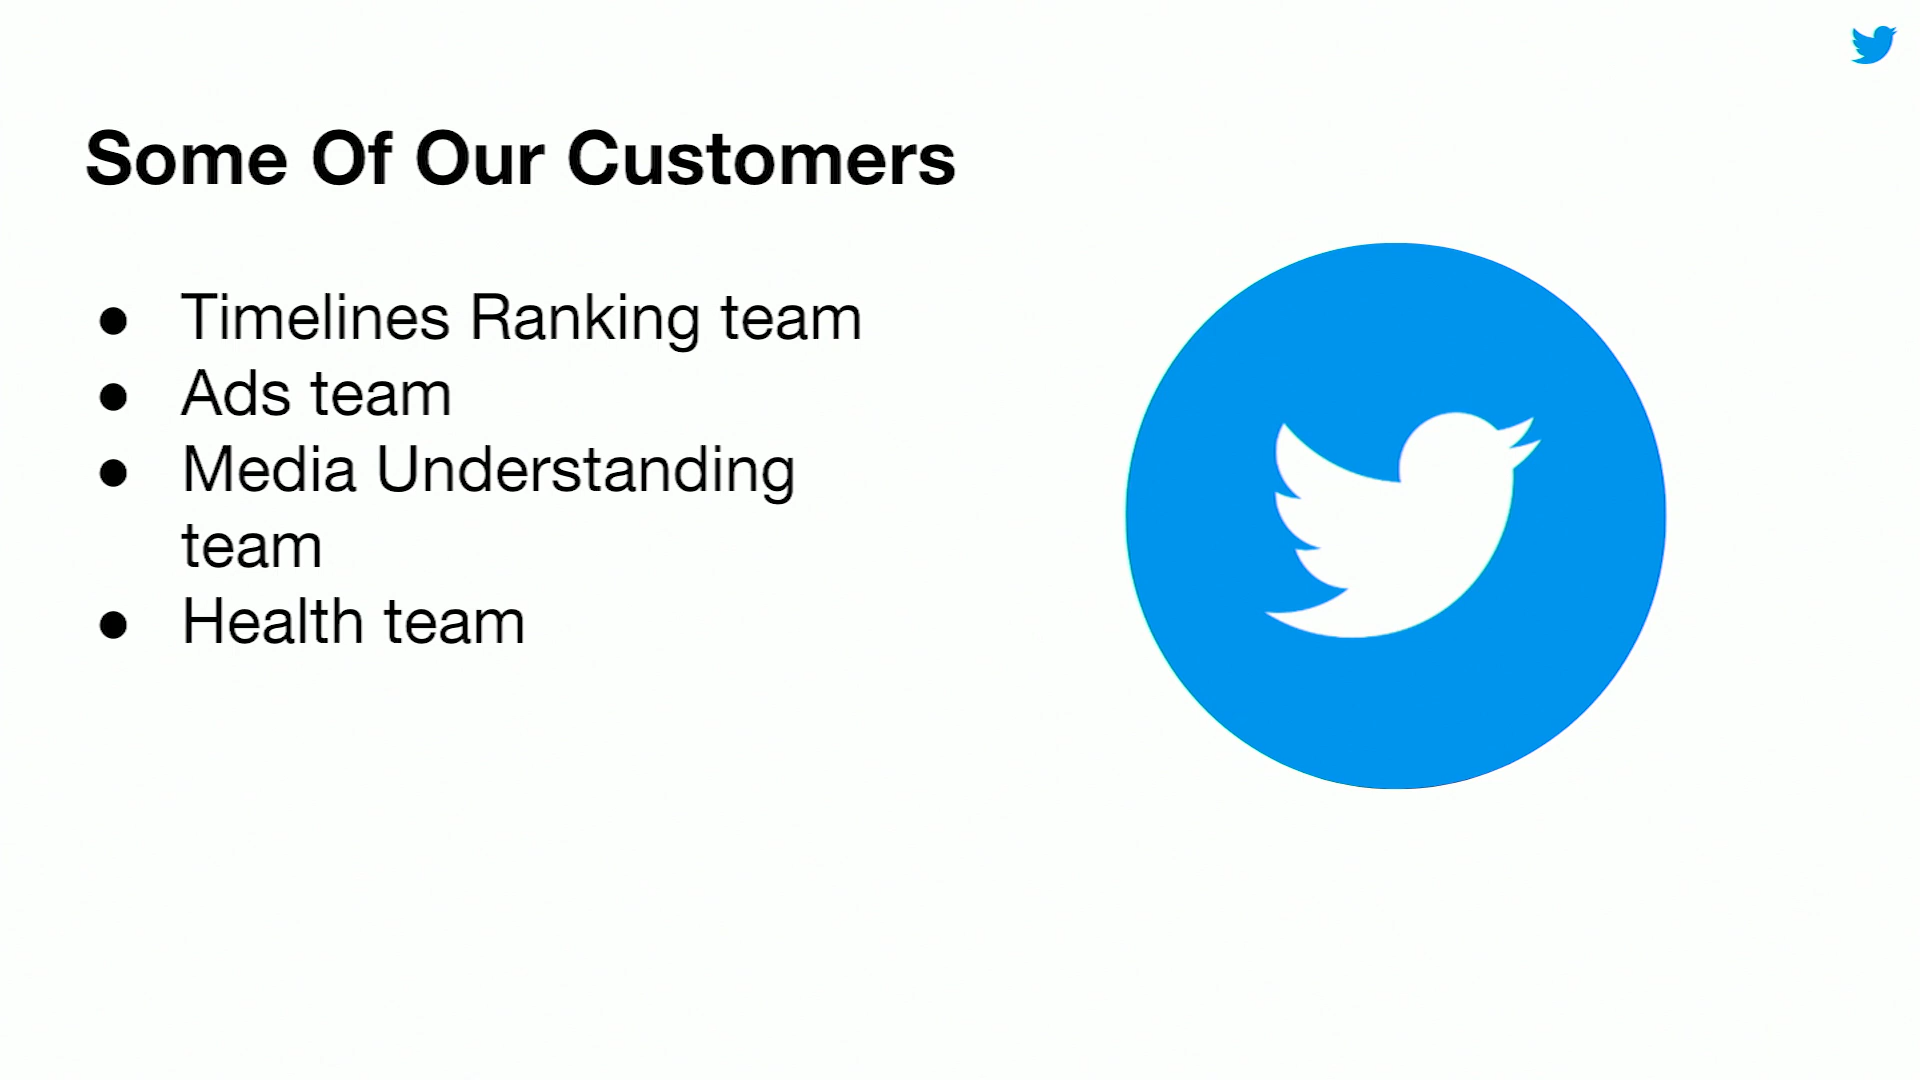 Some Of Our Customers
● Timelines Ranking team
● Ads team
● Media Understanding
team
● Health team